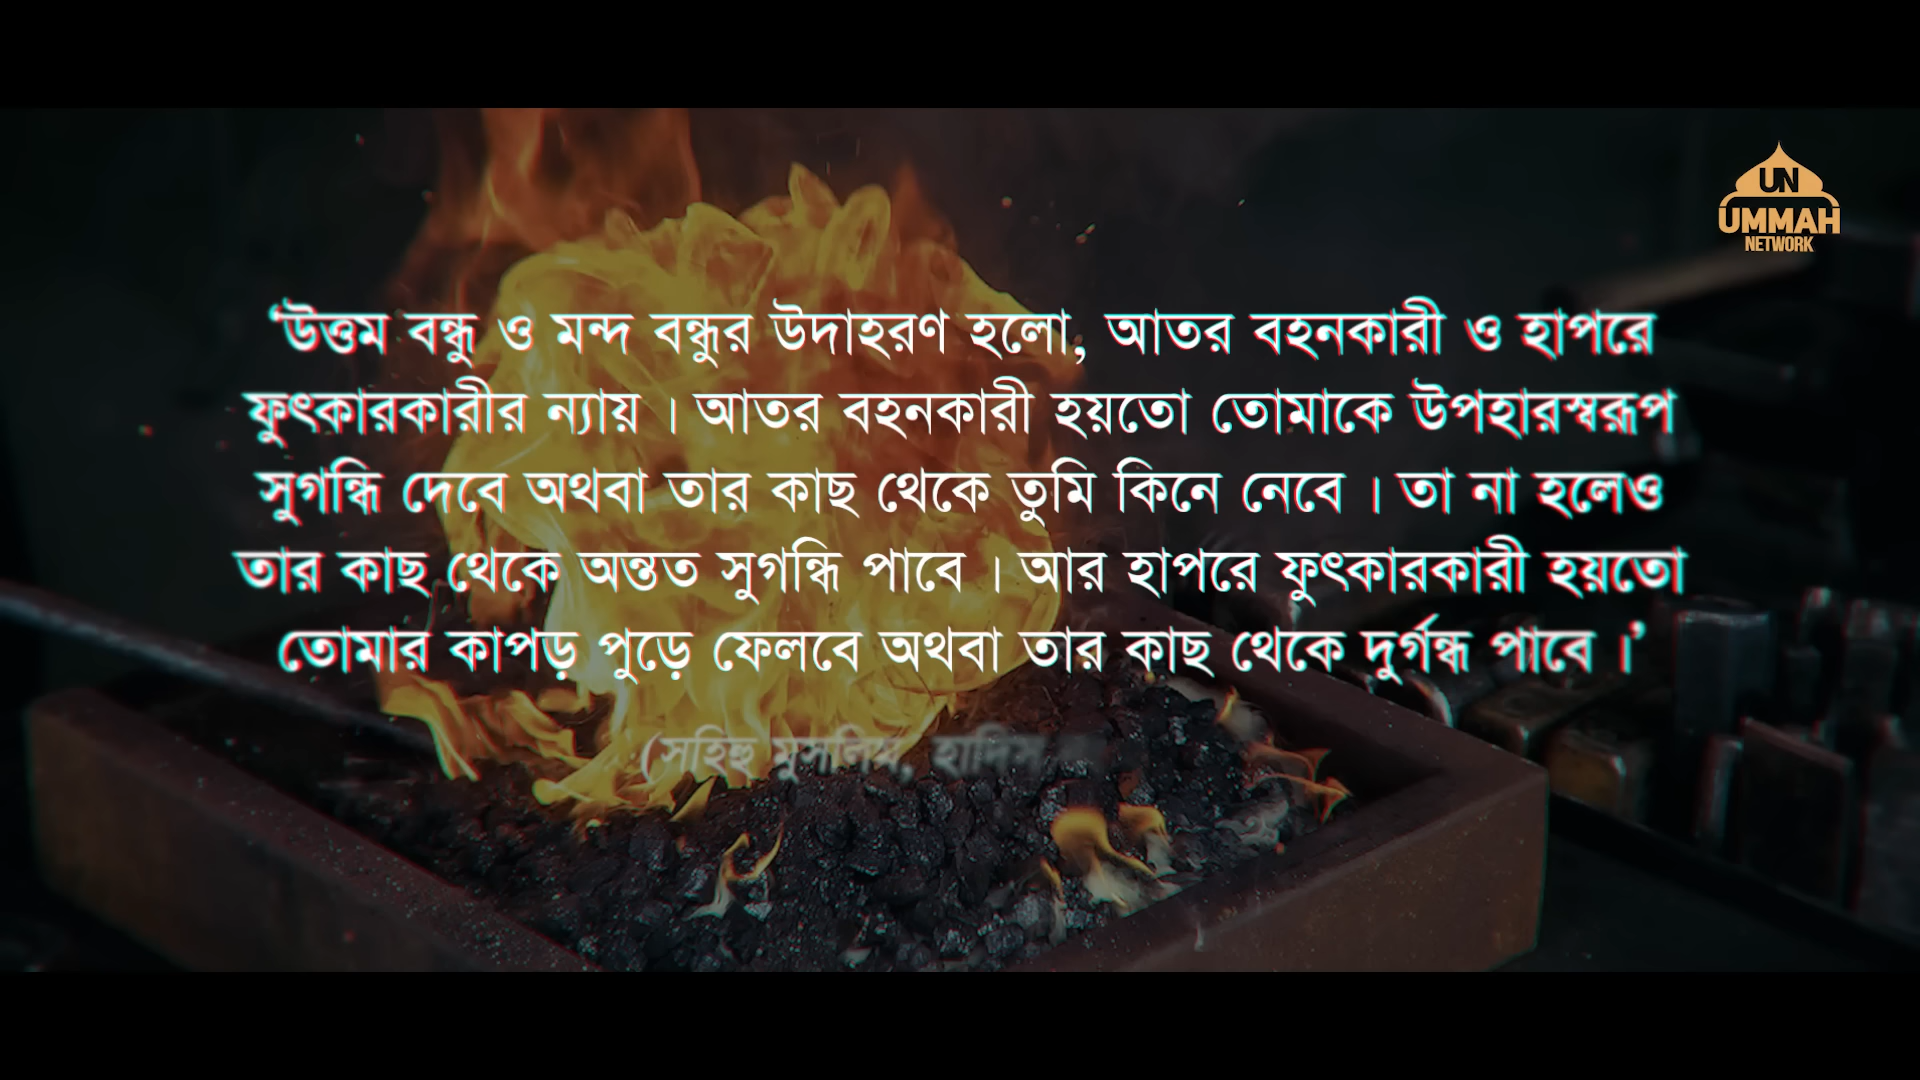 UN
UMMAH
NETWORK
‘উত্তম বন্ধু ও মন্দ বন্ধুর উদাহরণ হলো, আতর বহনকারী ও হাপরে
ফুৎকারকারীর ন্যায় । আতর বহনকারী হয়তো তোমাকে উপহারস্বরূপ
সুগন্ধি দেবে অথবা তার কাছ থেকে তুমি কিনে নেবে । তা না হলেও
তার কাছ থেকে অন্তত সুগন্ধি পাবে । আর হাপরে ফুৎকারকারী হয়তো
তোমার কাপড় পুড়ে ফেলবে অথবা তার কাছ থেকে দুর্গন্ধ পাবে ।’
(সহিহু মুসলিম, হাদিস